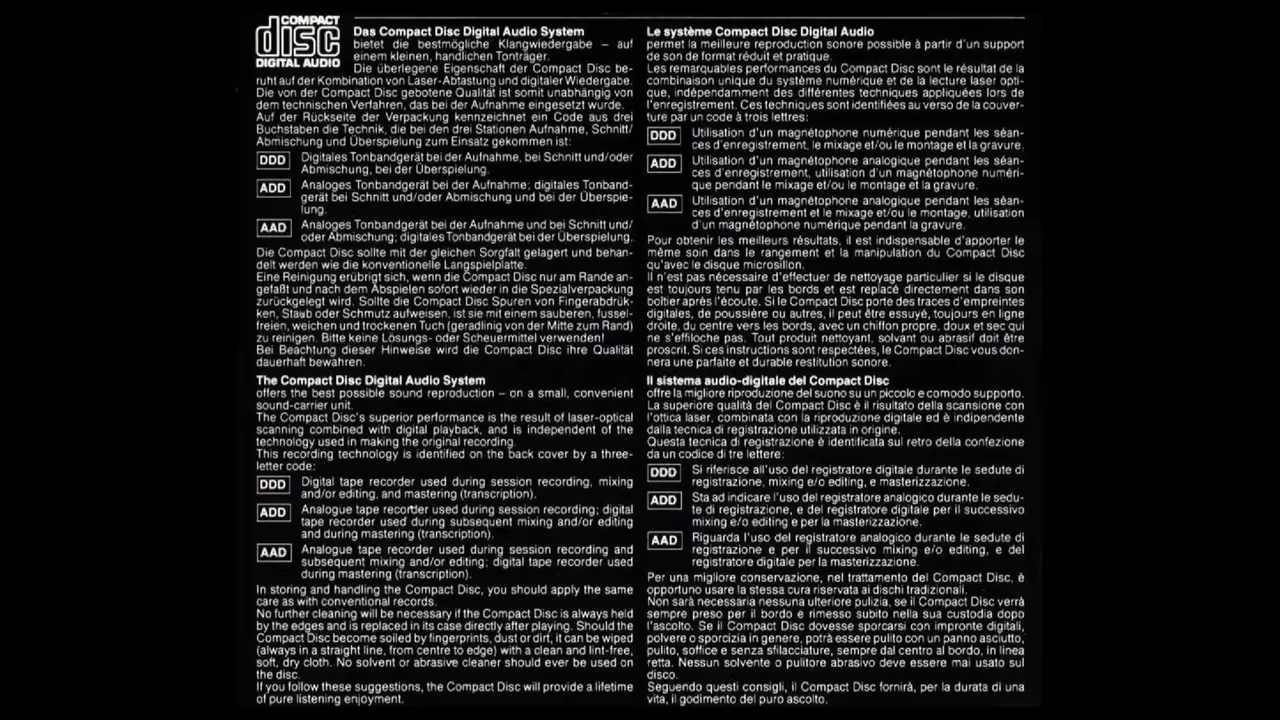 COMPACT
disc
DIGITAL AUDIO
Das Compact Disc Digital Audio System
bietet die bestmögliche Klangwiedergabe – auf
einem kleinen, handlichen Tonträger.
Die überlegene Eigenschaft der Compact Disc be-
ruht auf der Kombination von Laser-Abtastung und digitaler Wiedergabe.
Die von der Compact Disc gebotene Qualität ist somit unabhängig von
dem technischen Verfahren, das bei der Aufnahme eingesetzt wurde.
Auf der Rückseite der Verpackung kennzeichnet ein Code aus drei
Buchstaben die Technik, die bei den drei Stationen Aufnahme, Schnitt/
Abmischung und Überspielung zum Einsatz gekommen ist:
DDD Digitales Tonbandgerät bei der Aufnahme, bei Schnitt und/oder
Abmischung, bei der Überspielung.
ADD Analoges Tonbandgerät bei der Aufnahme; digitales Tonband-
gerät bei Schnitt und/oder Abmischung und bei der Überspie-
lung.
AAD Analoges Tonbandgerät bei der Aufnahme und bei Schnitt und/
oder Abmischung; digitales Tonbandgerät bei der Überspielung.
Die Compact Disc sollte mit der gleichen Sorgfalt gelagert und behan-
delt werden wie die konventionelle Langspielplatte.
Eine Reinigung erübrigt sich, wenn die Compact Disc nur am Rande an-
gefaßt und nach dem Abspielen sofort wieder in die Spezialverpackung
zurückgelegt wird. Sollte die Compact Disc Spuren von Fingerabdrük-
ken, Staub oder Schmutz aufweisen, ist sie mit einem sauberen, fussel-
freien, weichen und trockenen Tuch (geradlinig von der Mitte zum Rand)
zu reinigen. Bitte keine Lösungs- oder Scheuermittel verwenden!
Bei Beachtung dieser Hinweise wird die Compact Disc ihre Qualität
dauerhaft bewahren.
The Compact Disc Digital Audio System
offers the best possible sound reproduction – on a small, convenient
sound-carrier unit.
The Compact Disc's superior performance is the result of laser-optical
scanning combined with digital playback, and is independent of the
technology used in making the original recording.
This recording technology is identified on the back cover by a three-
letter code:
DDD Digital tape recorder used during session recording, mixing
and/or editing, and mastering (transcription).
ADD Analogue tape recorder used during session recording; digital
tape recorder used during subsequent mixing and/or editing
and during mastering (transcription).
AAD Analogue tape recorder used during session recording and
subsequent mixing and/or editing; digital tape recorder used
during mastering (transcription).
In storing and handling the Compact Disc, you should apply the same
care as with conventional records.
No further cleaning will be necessary if the Compact Disc is always held
by the edges and is replaced in its case directly after playing. Should the
Compact Disc become soiled by fingerprints, dust or dirt, it can be wiped
(always in a straight line, from centre to edge) with a clean and lint-free,
soft, dry cloth. No solvent or abrasive cleaner should ever be used on
the disc.
If you follow these suggestions, the Compact Disc will provide a lifetime
of pure listening enjoyment.
Le système Compact Disc Digital Audio
permet la meilleure reproduction sonore possible à partir d'un support
de son de format réduit et pratique.
Les remarquables performances du Compact Disc sont le résultat de la
combinaison unique du système numérique et de la lecture laser opti-
que, indépendamment des différentes techniques appliquées lors de
l'enregistrement. Ces techniques sont identifiées au verso de la couver-
ture par un code à trois lettres:
DDD Utilisation d'un magnétophone numérique pendant les séan-
ces d'enregistrement, le mixage et/ou le montage et la gravure.
ADD Utilisation d'un magnétophone analogique pendant les séan-
ces d'enregistrement, utilisation d'un magnétophone numéri-
que pendant le mixage et/ou le montage et la gravure.
AAD Utilisation d'un magnétophone analogique pendant les séan-
ces d'enregistrement et le mixage et/ou le montage, utilisation
d'un magnétophone numérique pendant la gravure.
Pour obtenir les meilleurs résultats, il est indispensable d'apporter le
même soin dans le rangement et la manipulation du Compact Disc
qu'avec le disque microsillon.
Il n'est pas nécessaire d'effectuer de nettoyage particulier si le disque
est toujours tenu par les bords et est replacé directement dans son
boîtier après l'écoute. Si le Compact Disc porte des traces d'empreintes
digitales, de poussière ou autres, il peut être essuyé, toujours en ligne
droite, du centre vers les bords, avec un chiffon propre, doux et sec qui
ne s'effiloche pas. Tout produit nettoyant, solvant ou abrasif doit être
proscrit. Si ces instructions sont respectées, le Compact Disc vous don-
nera une parfaite et durable restitution sonore.
Il sistema audio-digitale del Compact Disc
offre la migliore riproduzione del suono su un piccolo e comodo supporto.
La superiore qualità del Compact Disc è il risultato della scansione con
l'ottica laser, combinata con la riproduzione digitale ed è indipendente
dalla tecnica di registrazione utilizzata in origine.
Questa tecnica di registrazione è identificata sul retro della confezione
da un codice di tre lettere:
DDD Si riferisce all'uso del registratore digitale durante le sedute di
registrazione, mixing e/o editing, e masterizzazione.
ADD Sta ad indicare l'uso del registratore analogico durante le sedu-
te di registrazione, e del registratore digitale per il successivo
mixing e/o editing e per la masterizzazione.
AAD Riguarda l'uso del registratore analogico durante le sedute di
registrazione e per il successivo mixing e/o editing, e del
registratore digitale per la masterizzazione.
Per una migliore conservazione, nel trattamento del Compact Disc, è
opportuno usare la stessa cura riservata ai dischi tradizionali.
Non sarà necessaria nessuna ulteriore pulizia, se il Compact Disc verrà
sempre preso per il bordo e rimesso subito nella sua custodia dopo
l'ascolto. Se il Compact Disc dovesse sporcarsi con impronte digitali,
polvere o sporcizia in genere, potrà essere pulito con un panno asciutto,
pulito, soffice e senza sfilacciature, sempre dal centro al bordo, in linea
retta. Nessun solvente o pulitore abrasivo deve essere mai usato sul
disco.
Seguendo questi consigli, il Compact Disc fornirà, per la durata di una
vita, il godimento del puro ascolto.